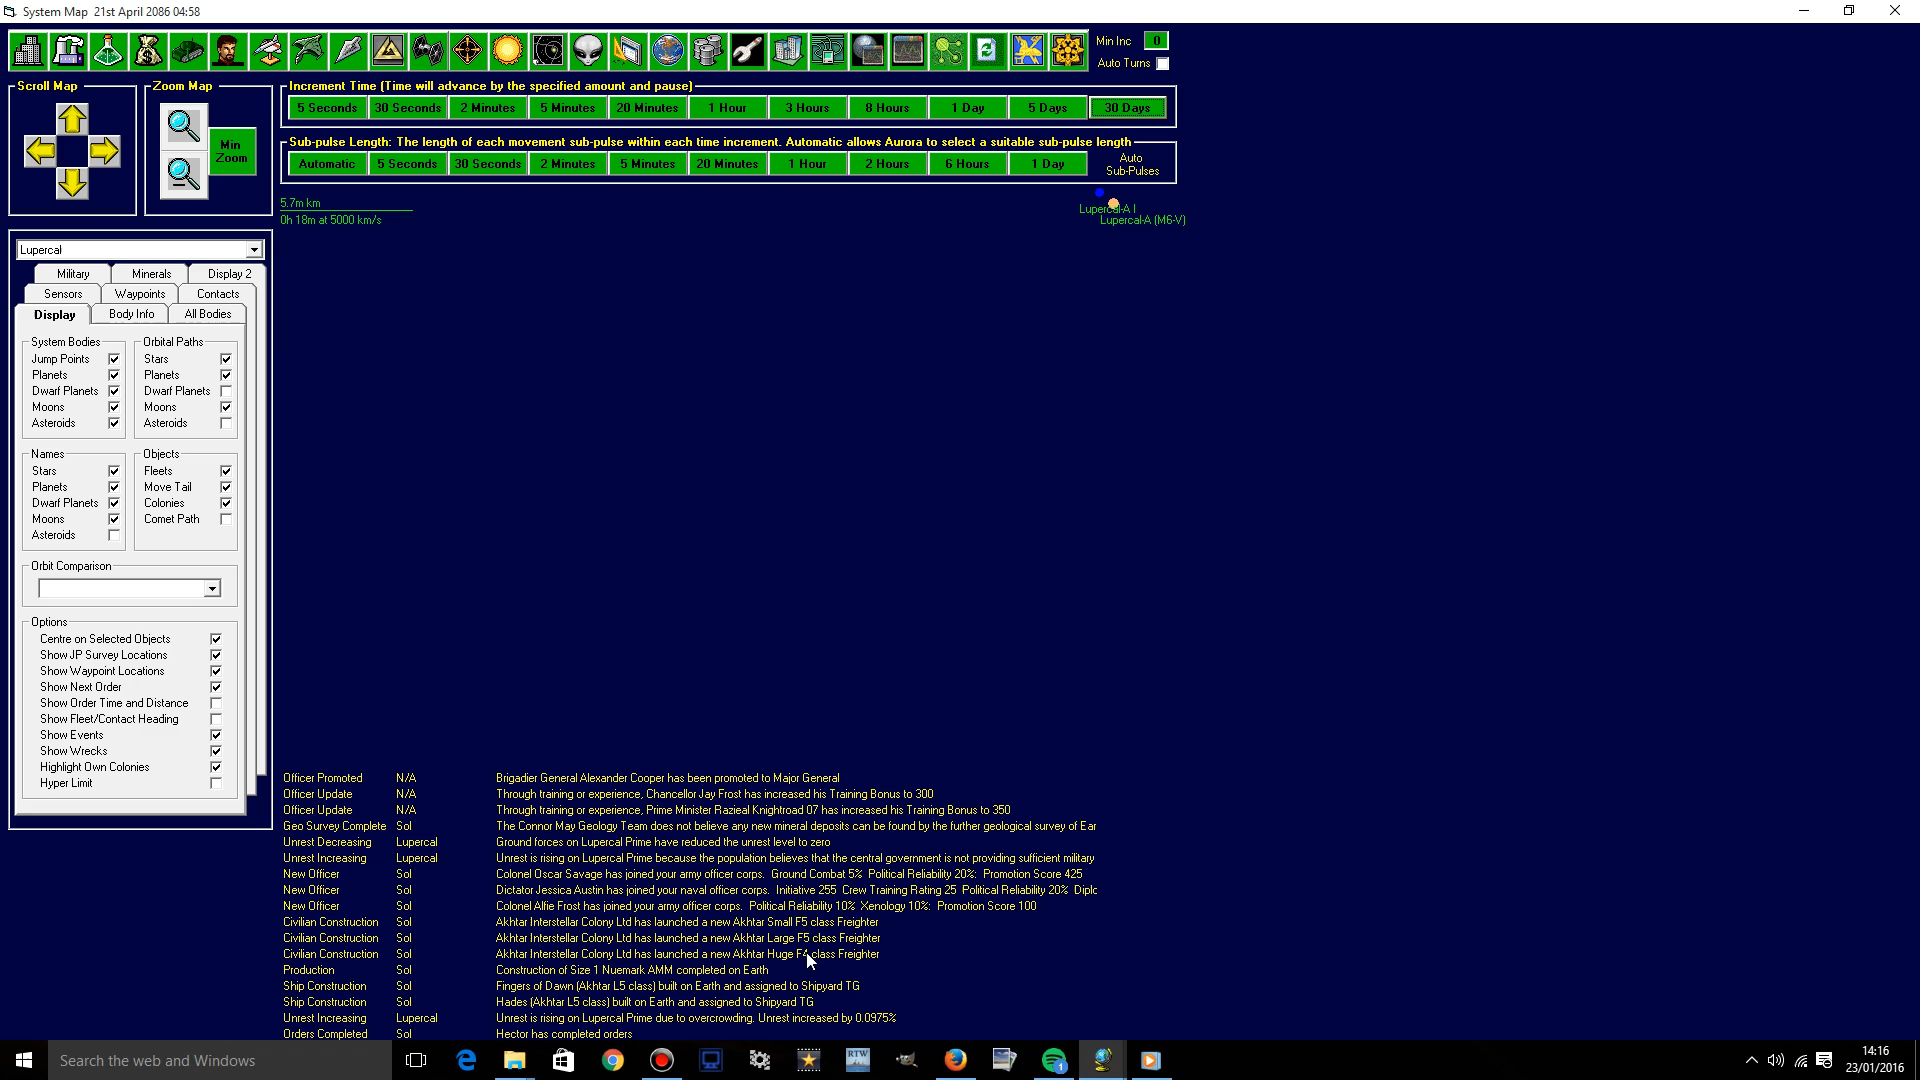 System Map 21st April 2086 04:58
Min Inc 0
Auto Turns
Scroll Map
Zoom Map
Min Zoom
Increment Time (Time will advance by the specified amount and pause)
5 Seconds 30 Seconds 2 Minutes 5 Minutes 20 Minutes 1 Hour 3 Hours 8 Hours 1 Day 5 Days 30 Days
Sub-pulse Length: The length of each movement sub-pulse within each time increment. Automatic allows Aurora to select a suitable sub-pulse length
Automatic 5 Seconds 30 Seconds 2 Minutes 5 Minutes 20 Minutes 1 Hour 2 Hours 6 Hours 1 Day
Auto Sub-Pulses
5.7m km
0h 18m at 5000 km/s
Lupercal-A I
Lupercal-A (M6-V)
Lupercal
Military Minerals Display 2
Sensors Waypoints Contacts
Display Body Info All Bodies
System Bodies
Jump Points
Planets
Dwarf Planets
Moons
Asteroids
Orbital Paths
Stars
Planets
Dwarf Planets
Moons
Asteroids
Names
Stars
Planets
Dwarf Planets
Moons
Asteroids
Objects
Fleets
Move Tail
Colonies
Comet Path
Orbit Comparison
Options
Centre on Selected Objects
Show JP Survey Locations
Show Waypoint Locations
Show Next Order
Show Order Time and Distance
Show Fleet/Contact Heading
Show Events
Show Wrecks
Highlight Own Colonies
Hyper Limit
Officer Promoted N/A Brigadier General Alexander Cooper has been promoted to Major General
Officer Update N/A Through training or experience, Chancellor Jay Frost has increased his Training Bonus to 300
Officer Update N/A Through training or experience, Prime Minister Razieal Knightroad 07 has increased his Training Bonus to 350
Geo Survey Complete Sol The Connor May Geology Team does not believe any new mineral deposits can be found by the further geological survey of Ear
Unrest Decreasing Lupercal Ground forces on Lupercal Prime have reduced the unrest level to zero
Unrest Increasing Lupercal Unrest is rising on Lupercal Prime because the population believes that the central government is not providing sufficient military
New Officer Sol Colonel Oscar Savage has joined your army officer corps. Ground Combat 5% Political Reliability 20%: Promotion Score 425
New Officer Sol Dictator Jessica Austin has joined your naval officer corps. Initiative 255 Crew Training Rating 25 Political Reliability 20% Diplc
New Officer Sol Colonel Alfie Frost has joined your army officer corps. Political Reliability 10% Xenology 10%: Promotion Score 100
Civilian Construction Sol Akhtar Interstellar Colony Ltd has launched a new Akhtar Small F5 class Freighter
Civilian Construction Sol Akhtar Interstellar Colony Ltd has launched a new Akhtar Large F5 class Freighter
Civilian Construction Sol Akhtar Interstellar Colony Ltd has launched a new Akhtar Huge F4 class Freighter
Production Sol Construction of Size 1 Nuemark AMM completed on Earth
Ship Construction Sol Fingers of Dawn (Akhtar L5 class) built on Earth and assigned to Shipyard TG
Ship Construction Sol Hades (Akhtar L5 class) built on Earth and assigned to Shipyard TG
Unrest Increasing Lupercal Unrest is rising on Lupercal Prime due to overcrowding. Unrest increased by 0.0975%
Orders Completed Sol Hector has completed orders
Search the web and Windows
RTW
1
14:16
23/01/2016